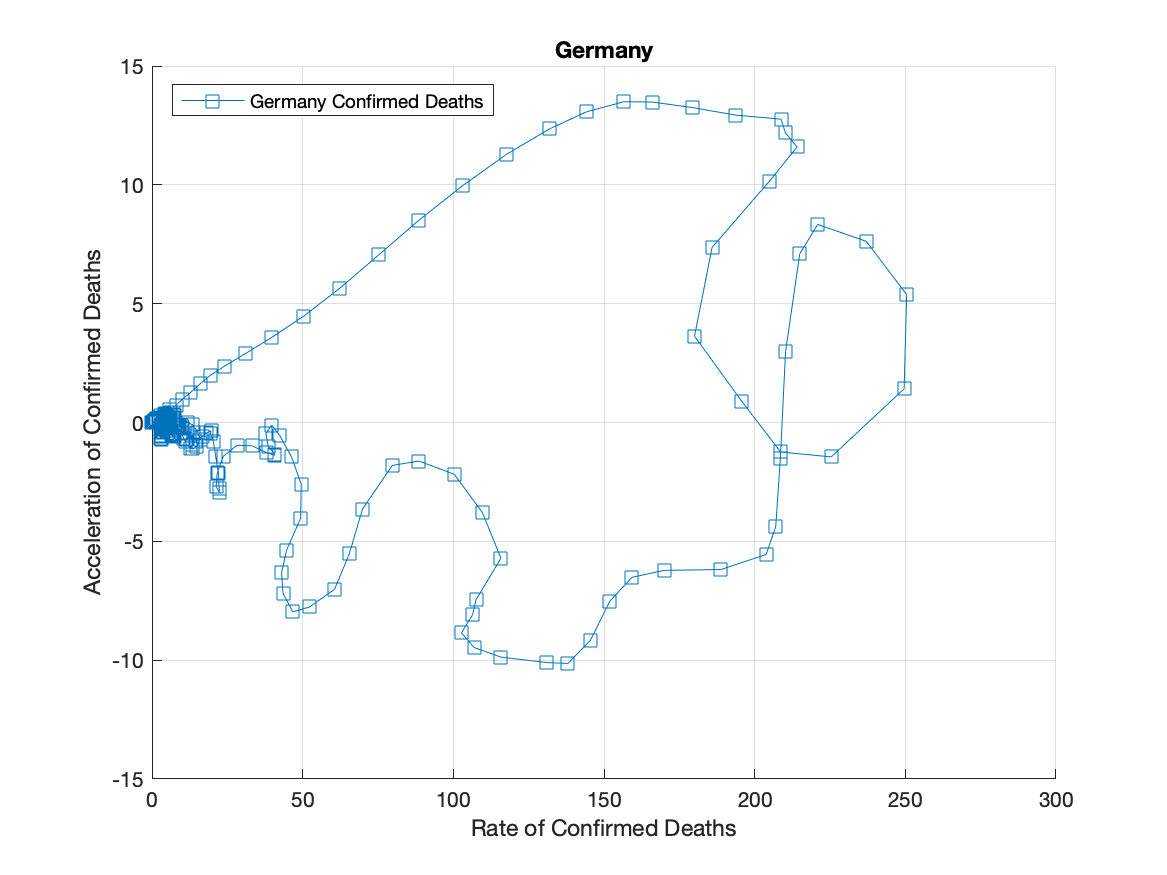 Germany
Germany Confirmed Deaths
15
10
5
0
-5
-10
-15
Acceleration of Confirmed Deaths
0 50 100 150 200 250 300
Rate of Confirmed Deaths